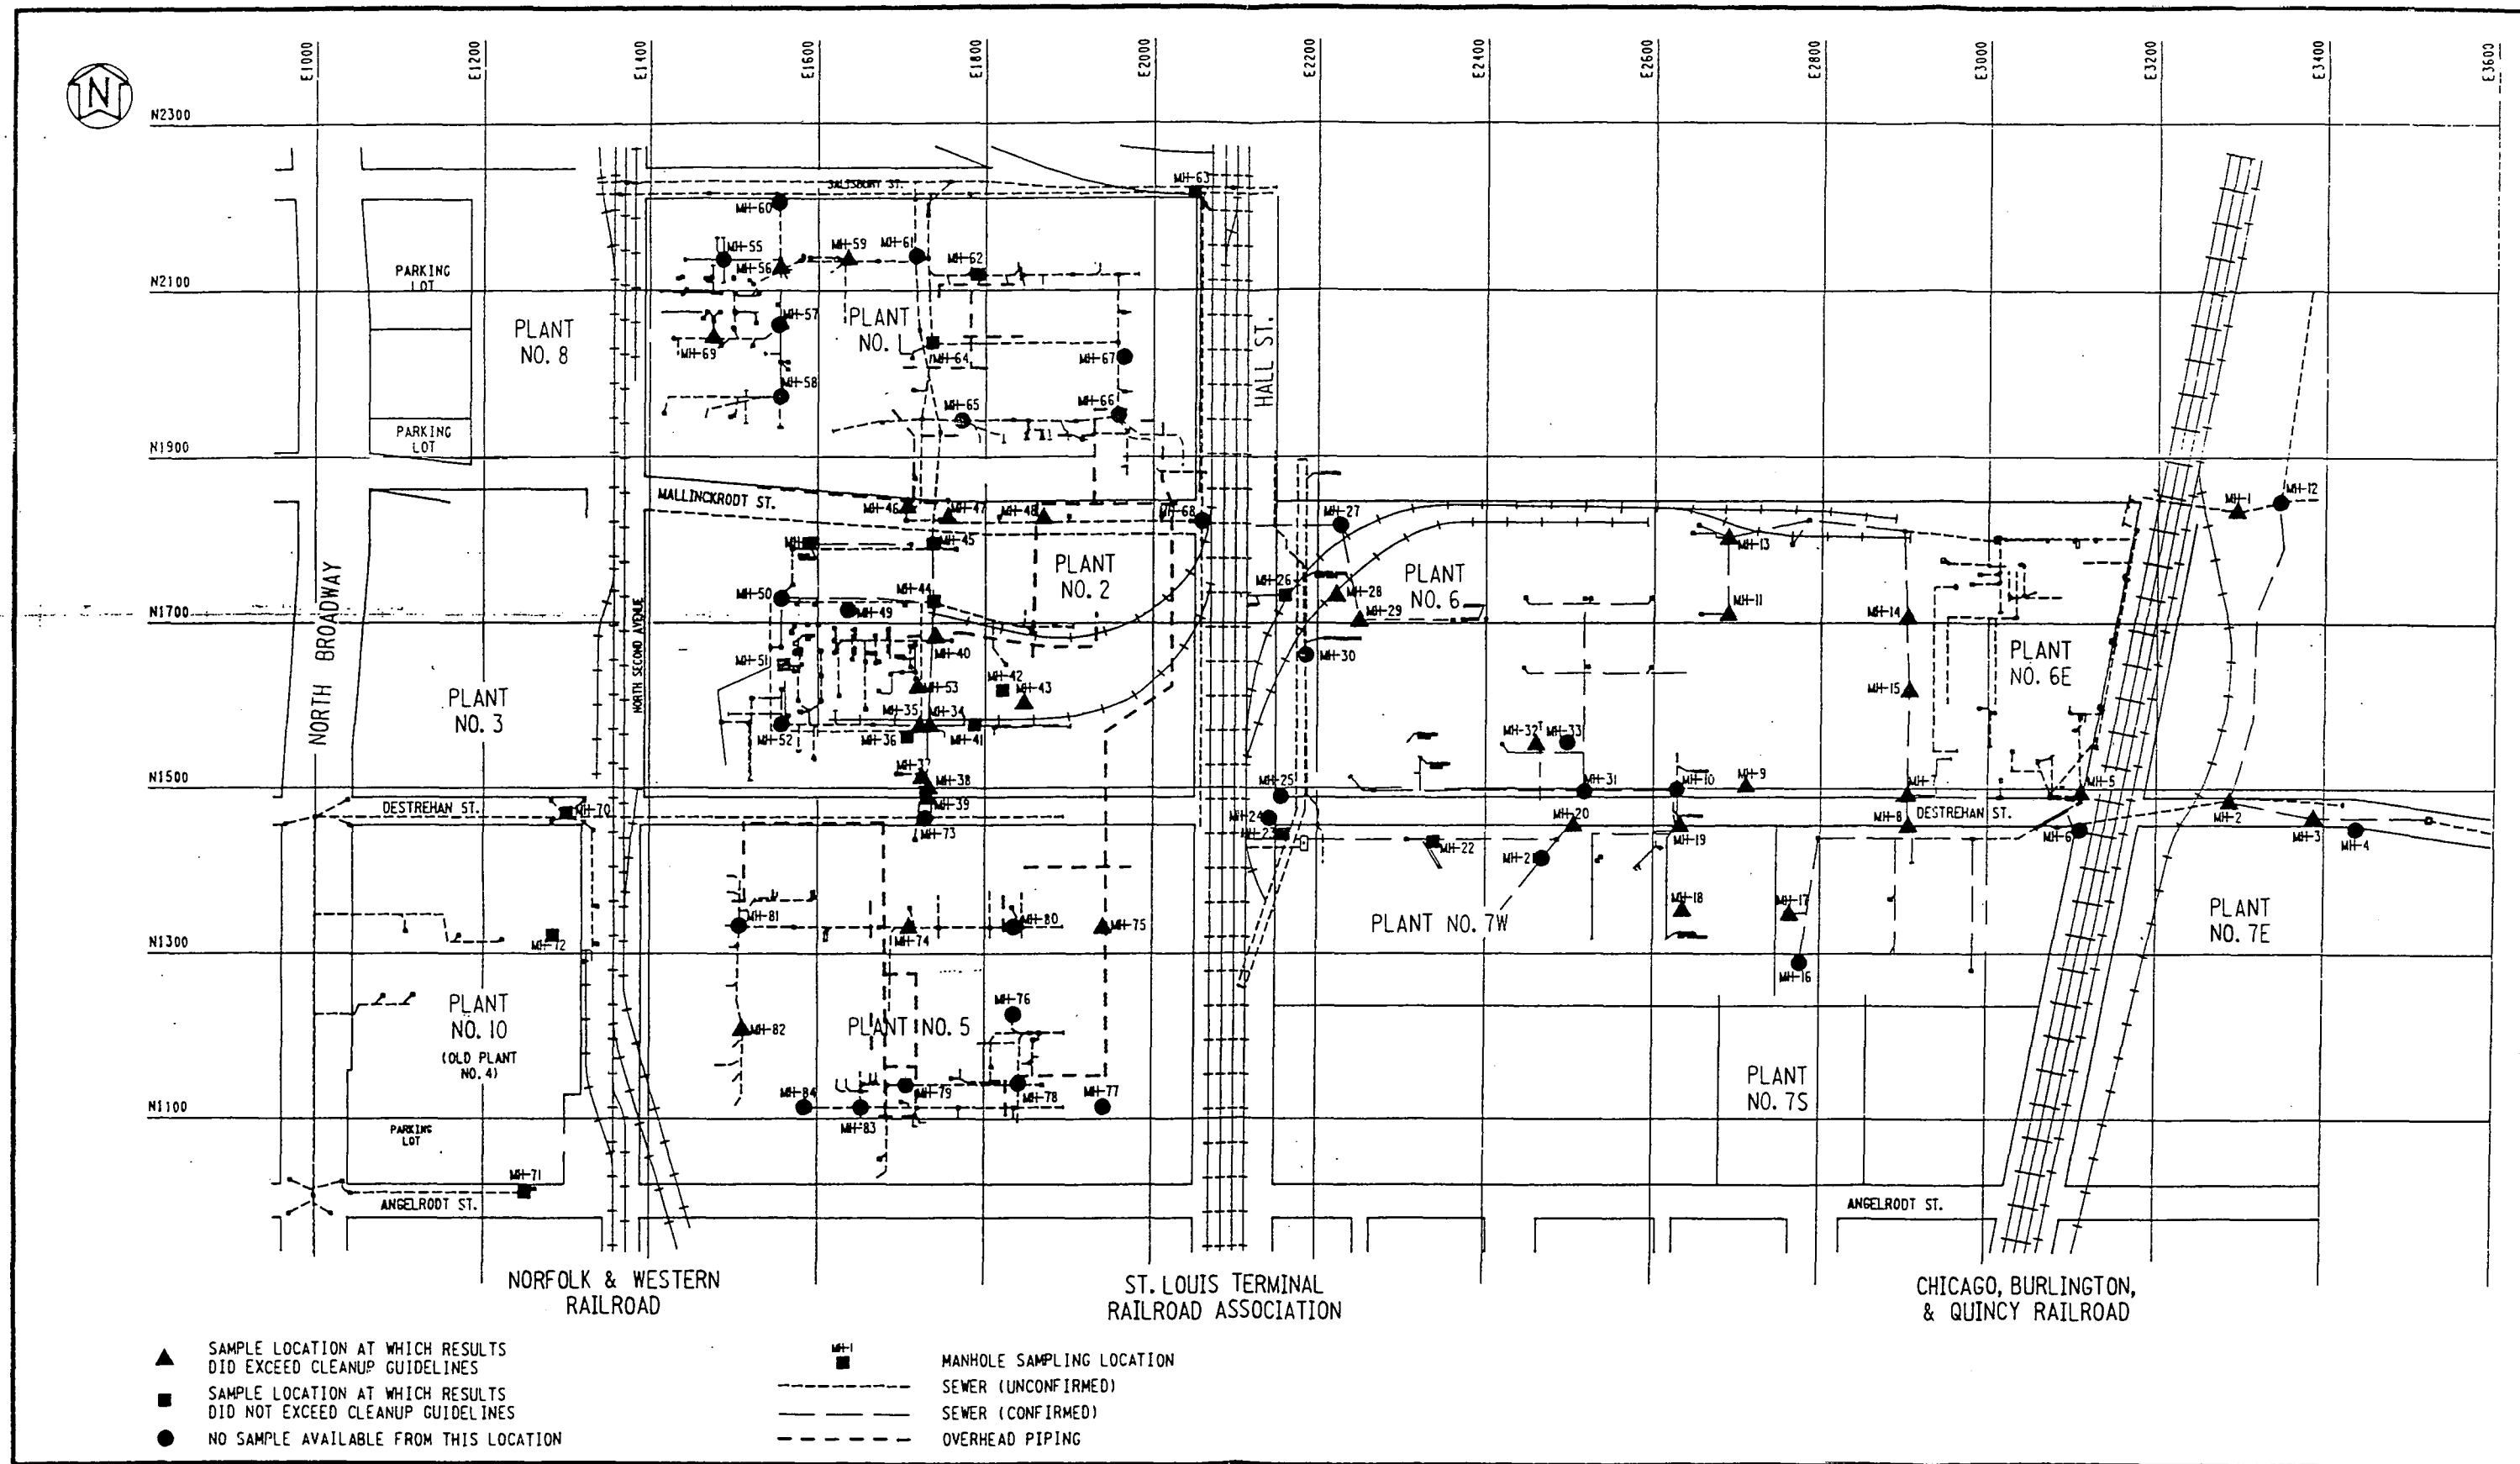 E1000
E1200
E1400
E1600
E1800
E2000
E2200
E2400
E2600
E2800
E3000
E3200
E3400
E3600
N
N2300
SALISBURY ST.
MH-63
MH-60
MH-55
MH-56
MH-59
MH-61
MH-62
PARKING
LOT
N2100
PLANT
NO. 8
MH-57
PLANT
NO.
MH-69
MH-64
MH-67
HALL ST.
MH-58
MH-65
MH-66
PARKING
LOT
N1900
MALLINCKRODT ST.
MH-46
MH-47
MH-48
MH-68
MH-27
MH-1
MH-12
MH-45
MH-13
PLANT
NO. 2
PLANT
NO. 6
MH-50
MH-49
MH-44
MH-26
MH-28
MH-29
MH-11
MH-14
N1700
NORTH BROADWAY
NORTH SECOND AVENUE
MH-40
MH-51
MH-30
PLANT
NO. 6E
MH-42
MH-53
MH-43
MH-15
PLANT
NO. 3
MH-35
MH-34
MH-52
MH-36
MH-41
MH-32
MH-33
MH-37
MH-38
MH-25
MH-31
MH-10
MH-9
MH-7
MH-5
N1500
MH-39
DESTREHAN ST.
MH-70
MH-73
MH-24
MH-23
MH-20
MH-19
MH-8
DESTREHAN ST.
MH-6
MH-2
MH-3
MH-4
MH-22
MH-21
MH-18
MH-17
MH-81
MH-74
MH-80
MH-75
PLANT NO. 7W
PLANT
NO. 7E
MH-72
N1300
MH-16
PLANT
NO. 10
(OLD PLANT
NO. 4)
MH-76
MH-82
PLANT NO. 5
PLANT
NO. 7S
MH-84
MH-79
MH-78
MH-77
MH-83
N1100
PARKING
LOT
MH-71
ANGELRODT ST.
ANGELRODT ST.
NORFOLK & WESTERN
RAILROAD
ST. LOUIS TERMINAL
RAILROAD ASSOCIATION
CHICAGO, BURLINGTON,
& QUINCY RAILROAD
SAMPLE LOCATION AT WHICH RESULTS
DID EXCEED CLEANUP GUIDELINES
SAMPLE LOCATION AT WHICH RESULTS
DID NOT EXCEED CLEANUP GUIDELINES
NO SAMPLE AVAILABLE FROM THIS LOCATION
MH-1
MANHOLE SAMPLING LOCATION
SEWER (UNCONFIRMED)
SEWER (CONFIRMED)
OVERHEAD PIPING